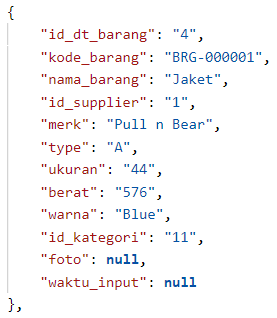 {
    "id_dt_barang": "4",
    "kode_barang": "BRG-000001",
    "nama_barang": "Jaket",
    "id_supplier": "1",
    "merk": "Pull n Bear",
    "type": "A",
    "ukuran": "44",
    "berat": "576",
    "warna": "Blue",
    "id_kategori": "11",
    "foto": null,
    "waktu_input": null
},